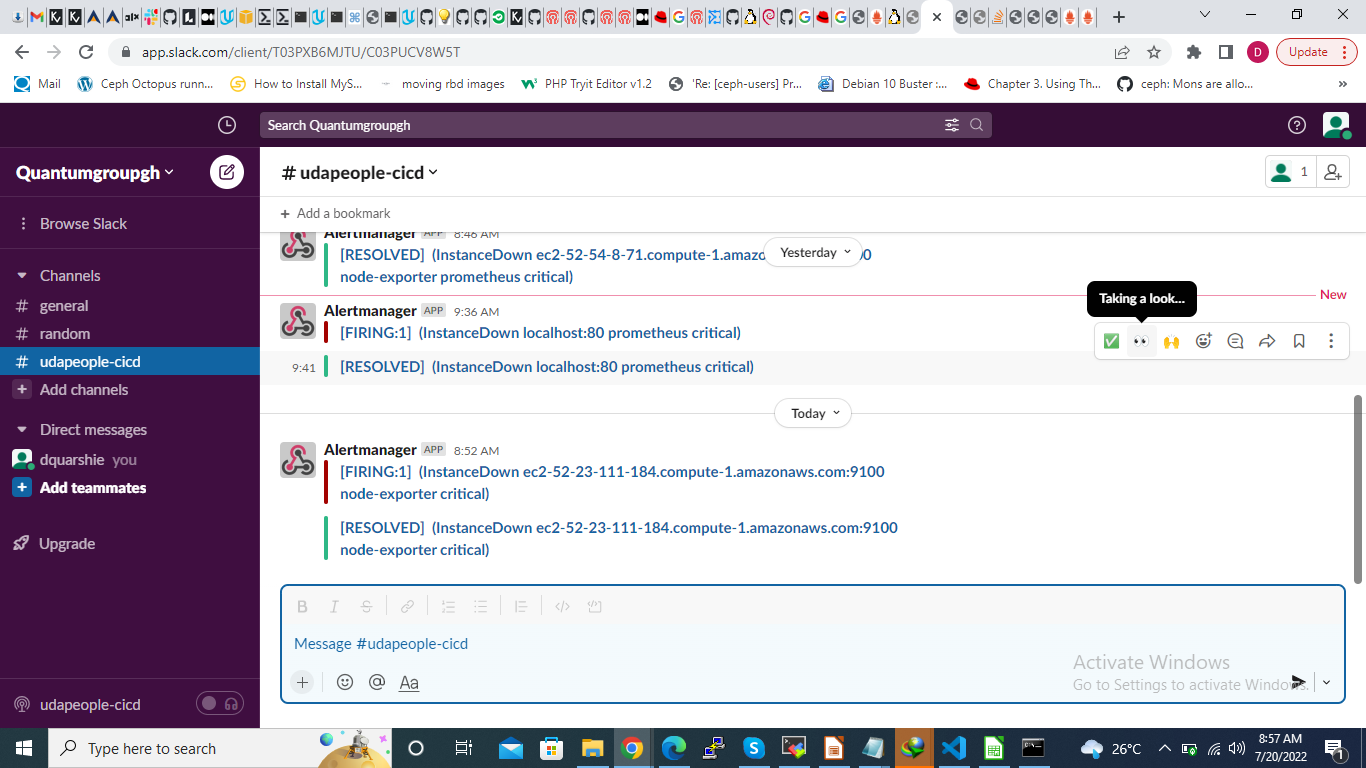 app.slack.com/client/T03PXB6MJTU/C03PUCV8W5T
D
Update
Mail
Ceph Octopus runn...
How to Install MyS...
moving rbd images
PHP Tryit Editor v1.2
'Re: [ceph-users] Pr...
Debian 10 Buster :...
Chapter 3. Using Th...
ceph: Mons are allo...
»
Search Quantumgroupgh
Quantumgroupgh
Browse Slack
Channels
# general
# random
# udapeople-cicd
+ Add channels
Direct messages
dquarshie you
+ Add teammates
Upgrade
udapeople-cicd
# udapeople-cicd
1
+ Add a bookmark
Alertmanager APP 8:46 AM
[RESOLVED] (InstanceDown ec2-52-54-8-71.compute-1.amazo
node-exporter prometheus critical)
Yesterday
New
Alertmanager APP 9:36 AM
[FIRING:1] (InstanceDown localhost:80 prometheus critical)
Taking a look...
9:41 [RESOLVED] (InstanceDown localhost:80 prometheus critical)
Today
Alertmanager APP 8:52 AM
[FIRING:1] (InstanceDown ec2-52-23-111-184.compute-1.amazonaws.com:9100
node-exporter critical)
[RESOLVED] (InstanceDown ec2-52-23-111-184.compute-1.amazonaws.com:9100
node-exporter critical)
B I S
Message #udapeople-cicd
+ @ Aa
Activate Windows
Go to Settings to activate Windows.
Type here to search
26°C
8:57 AM
7/20/2022
1